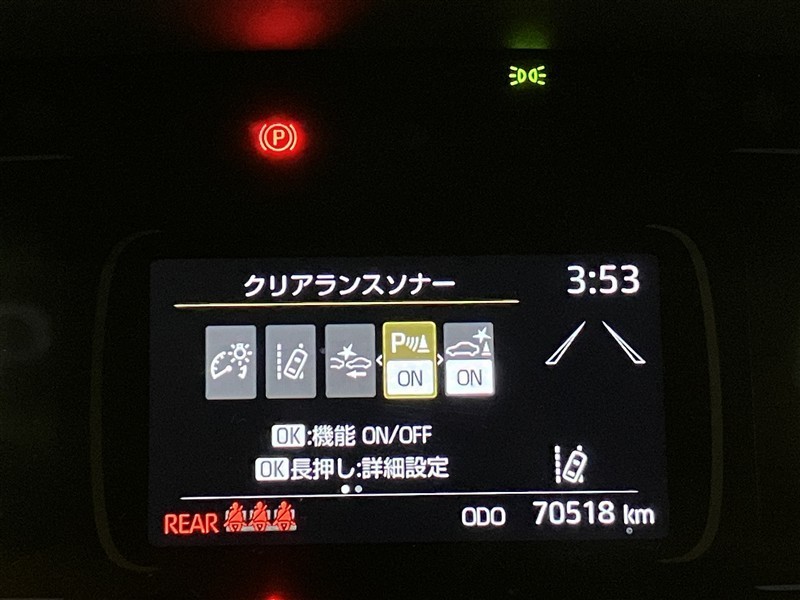 P
クリアランスソナー
3:53
P
ON
ON
OK:機能 ON/OFF
OK長押し:詳細設定
REAR
ODO 70518 km